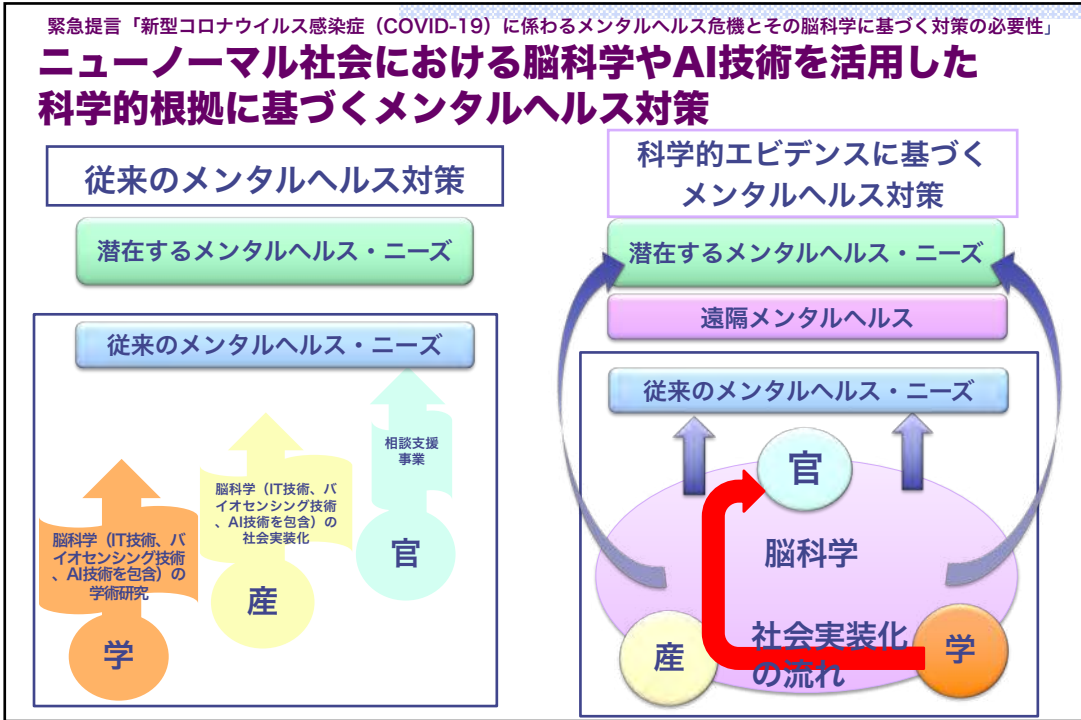 緊急提言「新型コロナウイルス感染症（COVID-19）に係わるメンタルヘルス危機とその脳科学に基づく対策の必要性」
ニューノーマル社会における脳科学やAI技術を活用した
科学的根拠に基づくメンタルヘルス対策
従来のメンタルヘルス対策
潜在するメンタルヘルス・ニーズ
従来のメンタルヘルス・ニーズ
脳科学（IT技術、バ
イオセンシング技術
、AI技術を包含）の
学術研究
学
脳科学（IT技術、バ
イオセンシング技術
、AI技術を包含）の
社会実装化
産
相談支援
事業
官
科学的エビデンスに基づく
メンタルヘルス対策
潜在するメンタルヘルス・ニーズ
遠隔メンタルヘルス
従来のメンタルヘルス・ニーズ
官
脳科学
社会実装化
の流れ
産
学